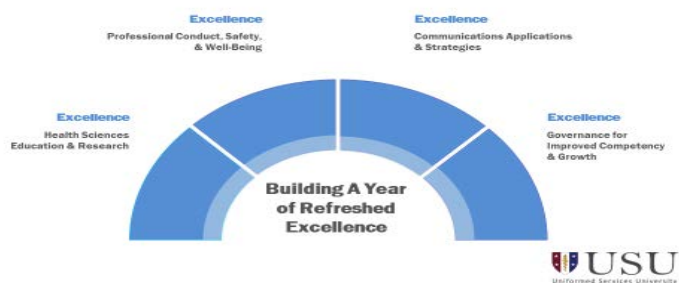 Excellence
Professional Conduct, Safety,
& Well-Being
Excellence
Communications Applications
& Strategies
Excellence
Health Sciences
Education & Research
Excellence
Governance for
Improved Competency
& Growth
Building A Year
of Refreshed
Excellence
USU
Uniformed Services University